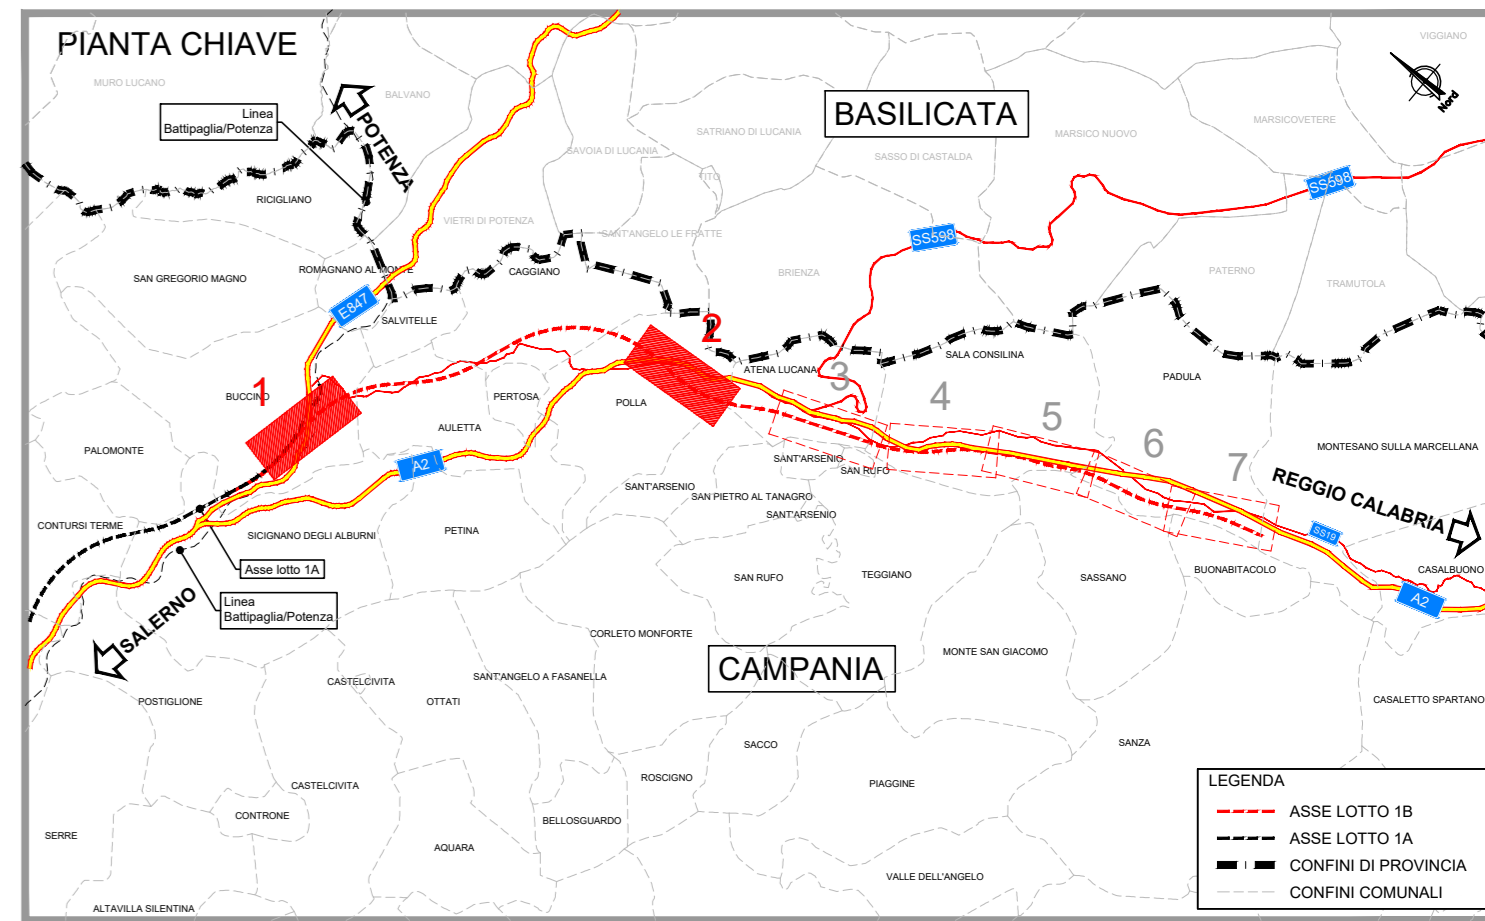 PIANTA CHIAVE
VIGGIANO
MURO LUCANO
BALVANO
Linea
Battipaglia/Potenza
POTENZA
BASILICATA
Nord
SATRIANO DI LUCANIA
MARSICO NUOVO
MARSICOVETERE
SAVOIA DI LUCANIA
SASSO DI CASTALDA
TITO
SS598
RICIGLIANO
VIETRI DI POTENZA
SANT'ANGELO LE FRATTE
SS598
ROMAGNANO AL MONTE
CAGGIANO
BRIENZA
PATERNO
SAN GREGORIO MAGNO
TRAMUTOLA
E847
SALVITELLE
2
SALA CONSILINA
ATENA LUCANA
PADULA
1
BUCCINO
PERTOSA
POLLA
3
4
5
AULETTA
PALOMONTE
MONTESANO SULLA MARCELLANA
6
A2
SANT'ARSENIO
SAN RUFO
7
SANT'ARSENIO
SAN PIETRO AL TANAGRO
REGGIO CALABRIA
SANT'ARSENIO
CONTURSI TERME
SICIGNANO DEGLI ALBURNI
PETINA
SS19
Asse lotto 1A
SAN RUFO
TEGGIANO
SASSANO
BUONABITACOLO
CASALBUONO
A2
Linea
Battipaglia/Potenza
SALERNO
CORLETO MONFORTE
MONTE SAN GIACOMO
CAMPANIA
CASTELCIVITA
SANT'ANGELO A FASANELLA
POSTIGLIONE
OTTATI
CASALETTO SPARTANO
SACCO
SANZA
ROSCIGNO
PIAGGINE
CASTELCIVITA
CONTRONE
BELLOSGUARDO
SERRE
AQUARA
VALLE DELL'ANGELO
ALTAVILLA SILENTINA
LEGENDA
ASSE LOTTO 1B
ASSE LOTTO 1A
CONFINI DI PROVINCIA
CONFINI COMUNALI